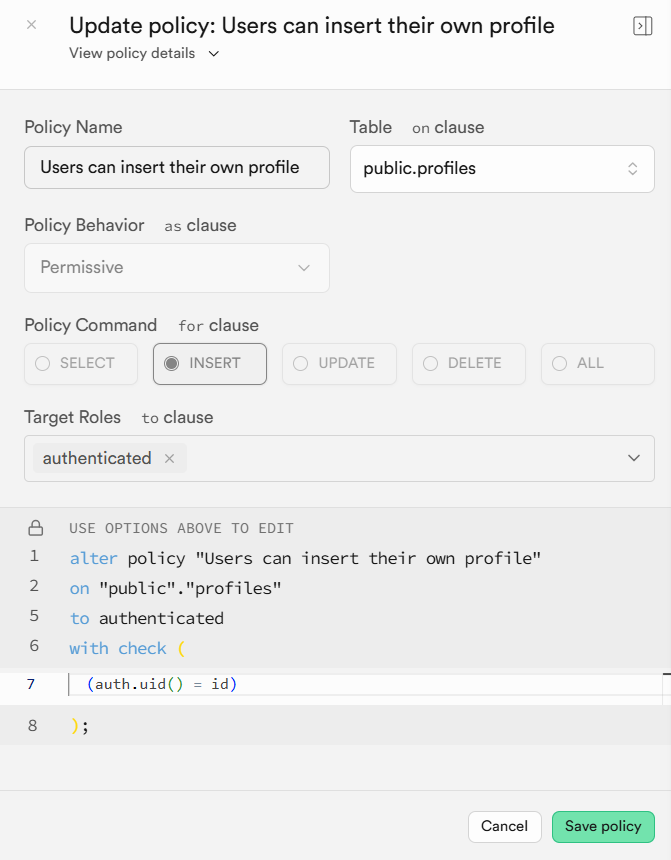 Update policy: Users can insert their own profile
View policy details
Policy Name
Table on clause
Users can insert their own profile
public.profiles
Policy Behavior as clause
Permissive
Policy Command for clause
SELECT INSERT UPDATE DELETE ALL
Target Roles to clause
authenticated ×
USE OPTIONS ABOVE TO EDIT
1 alter policy "Users can insert their own profile"
2 on "public"."profiles"
5 to authenticated
6 with check (
7 (auth.uid() = id)
8 );
Cancel Save policy